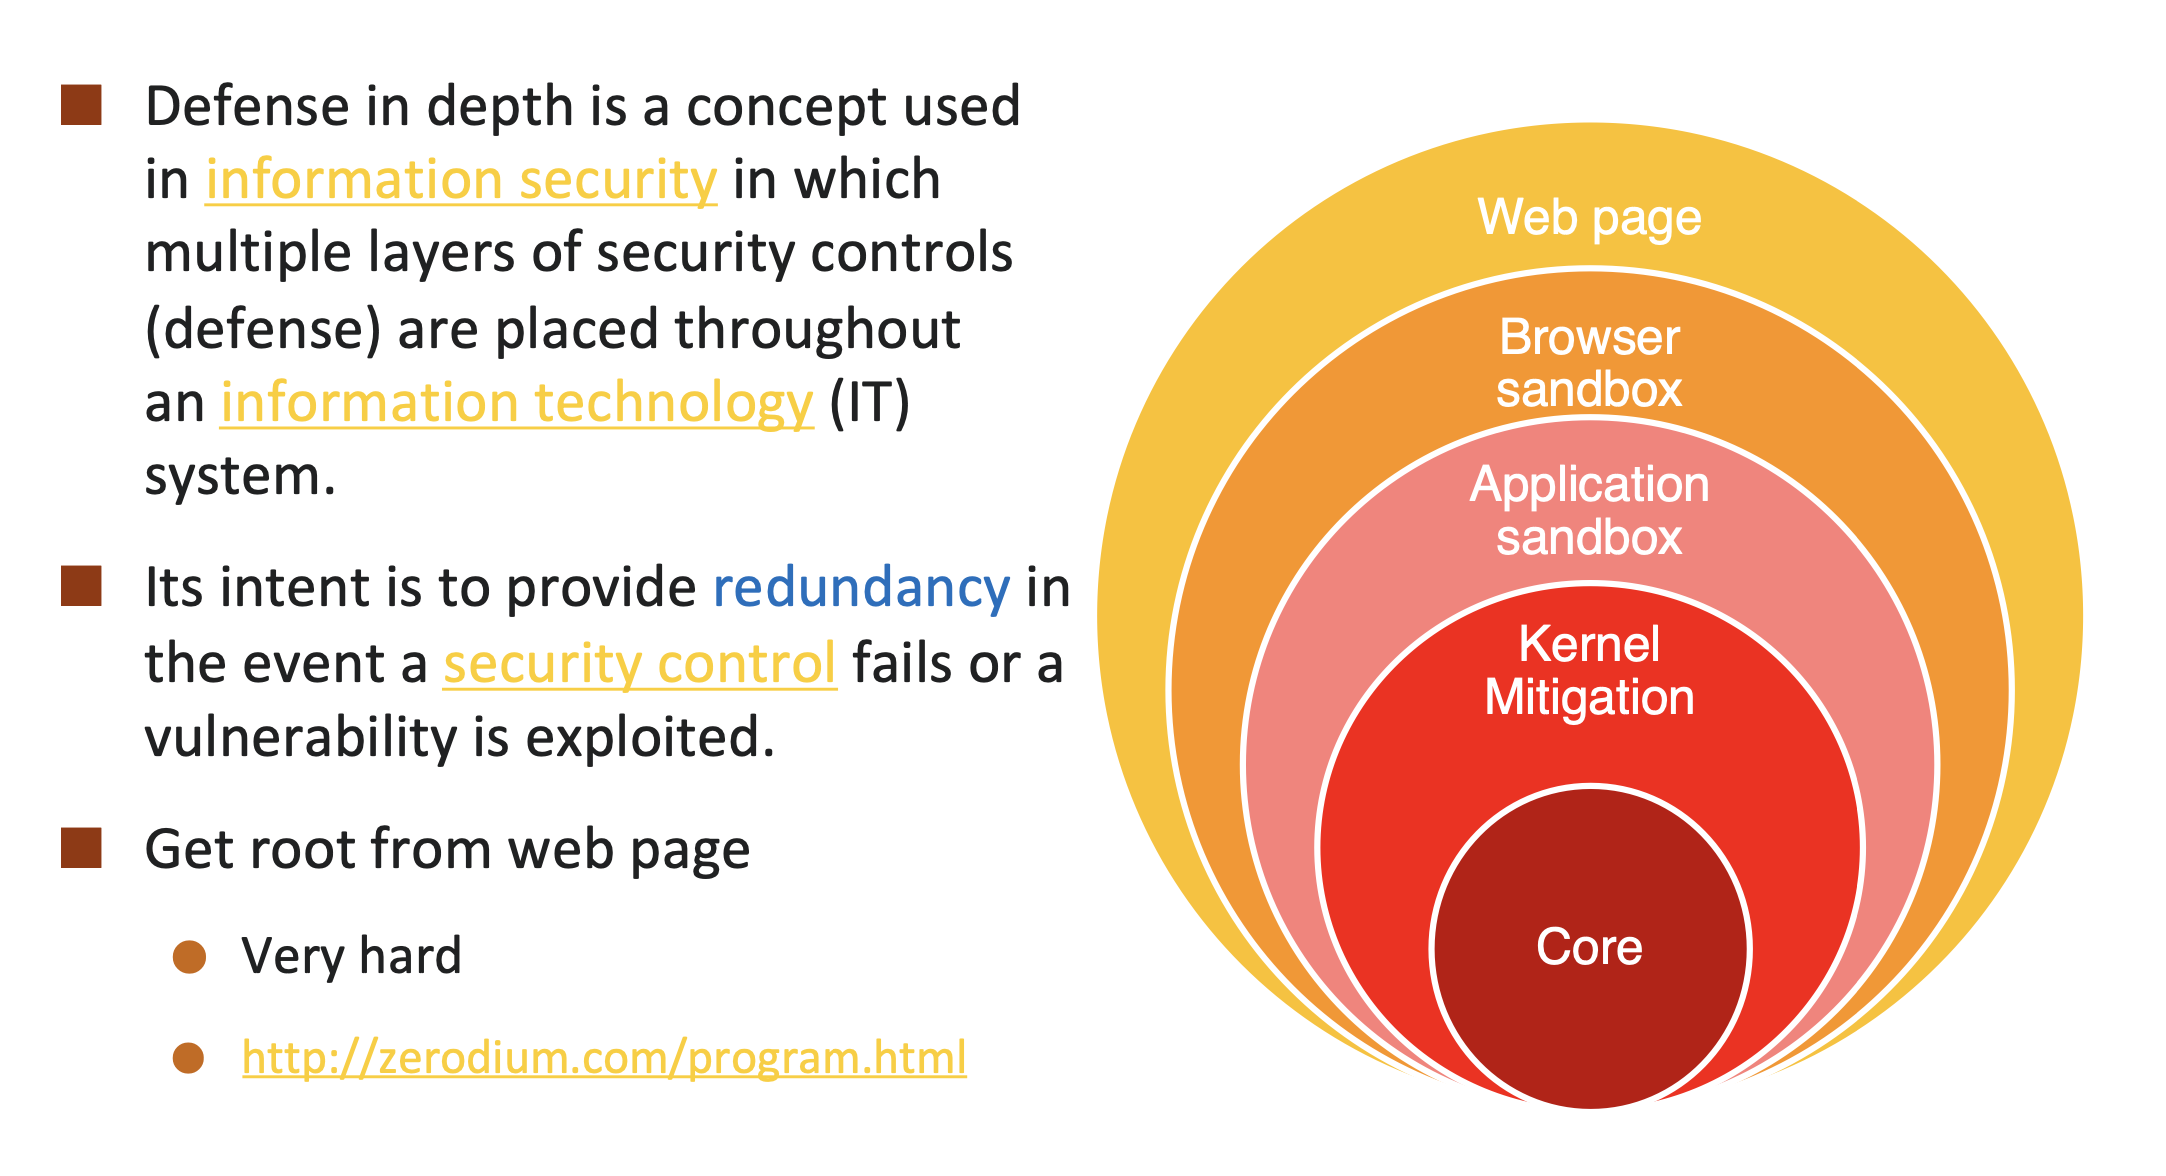 Defense in depth is a concept used
in information security in which
multiple layers of security controls
(defense) are placed throughout
an information technology (IT)
system.
Its intent is to provide redundancy in
the event a security control fails or a
vulnerability is exploited.
Get root from web page
Very hard
http://zerodium.com/program.html
Web page
Browser
sandbox
Application
sandbox
Kernel
Mitigation
Core